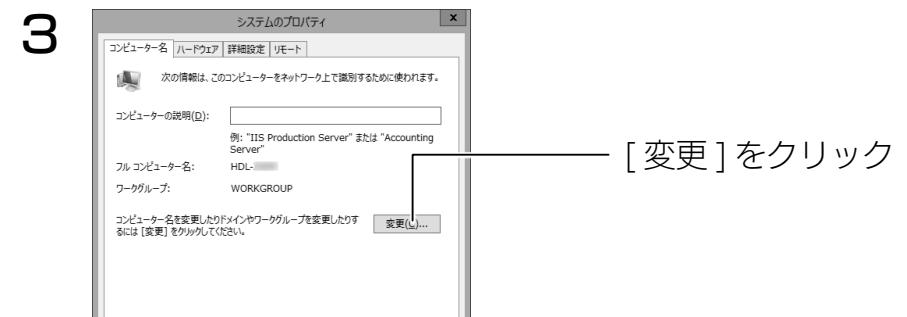 3
システムのプロパティ
x
コンピューター名 ハードウェア 詳細設定 リモート
次の情報は、このコンピューターをネットワーク上で識別するために使われます。
コンピューターの説明(D):
例: "IIS Production Server" または "Accounting
Server"
フル コンピューター名: HDL-
ワークグループ: WORKGROUP
コンピューター名を変更したりドメインやワークグループを変更したりす
るには [変更] をクリックしてください。
変更(C)...
[ 変更 ] をクリック